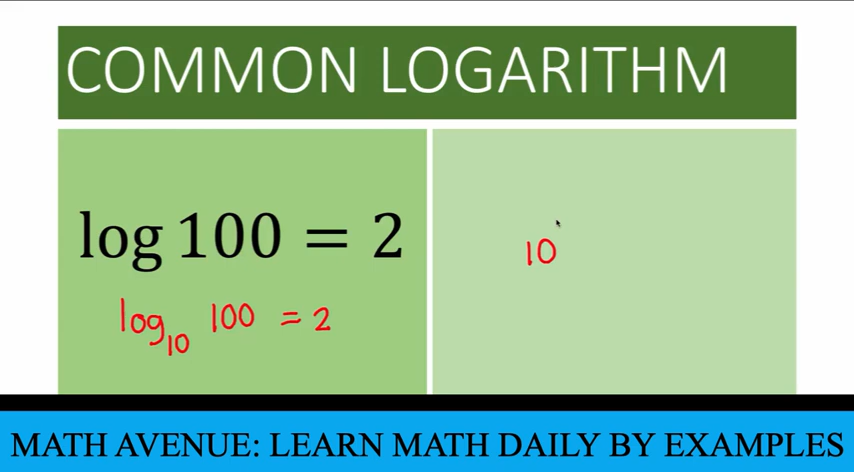 COMMON LOGARITHM
log 100 = 2
log₁₀ 100 = 2
10
MATH AVENUE: LEARN MATH DAILY BY EXAMPLES